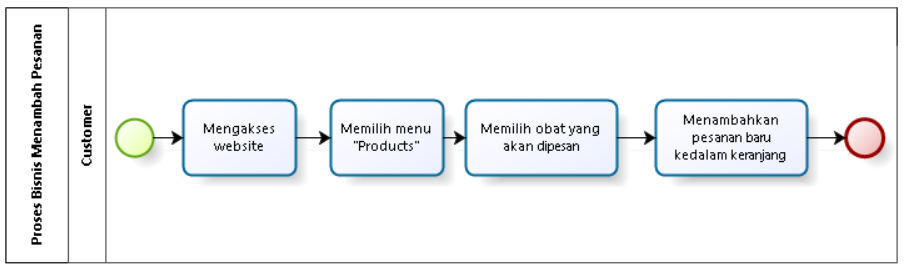 Proses Bisnis Menambah Pesanan
Customer
Mengakses
website
Memilih menu
"Products"
Memilih obat yang
akan dipesan
Menambahkan
pesanan baru
kedalam keranjang